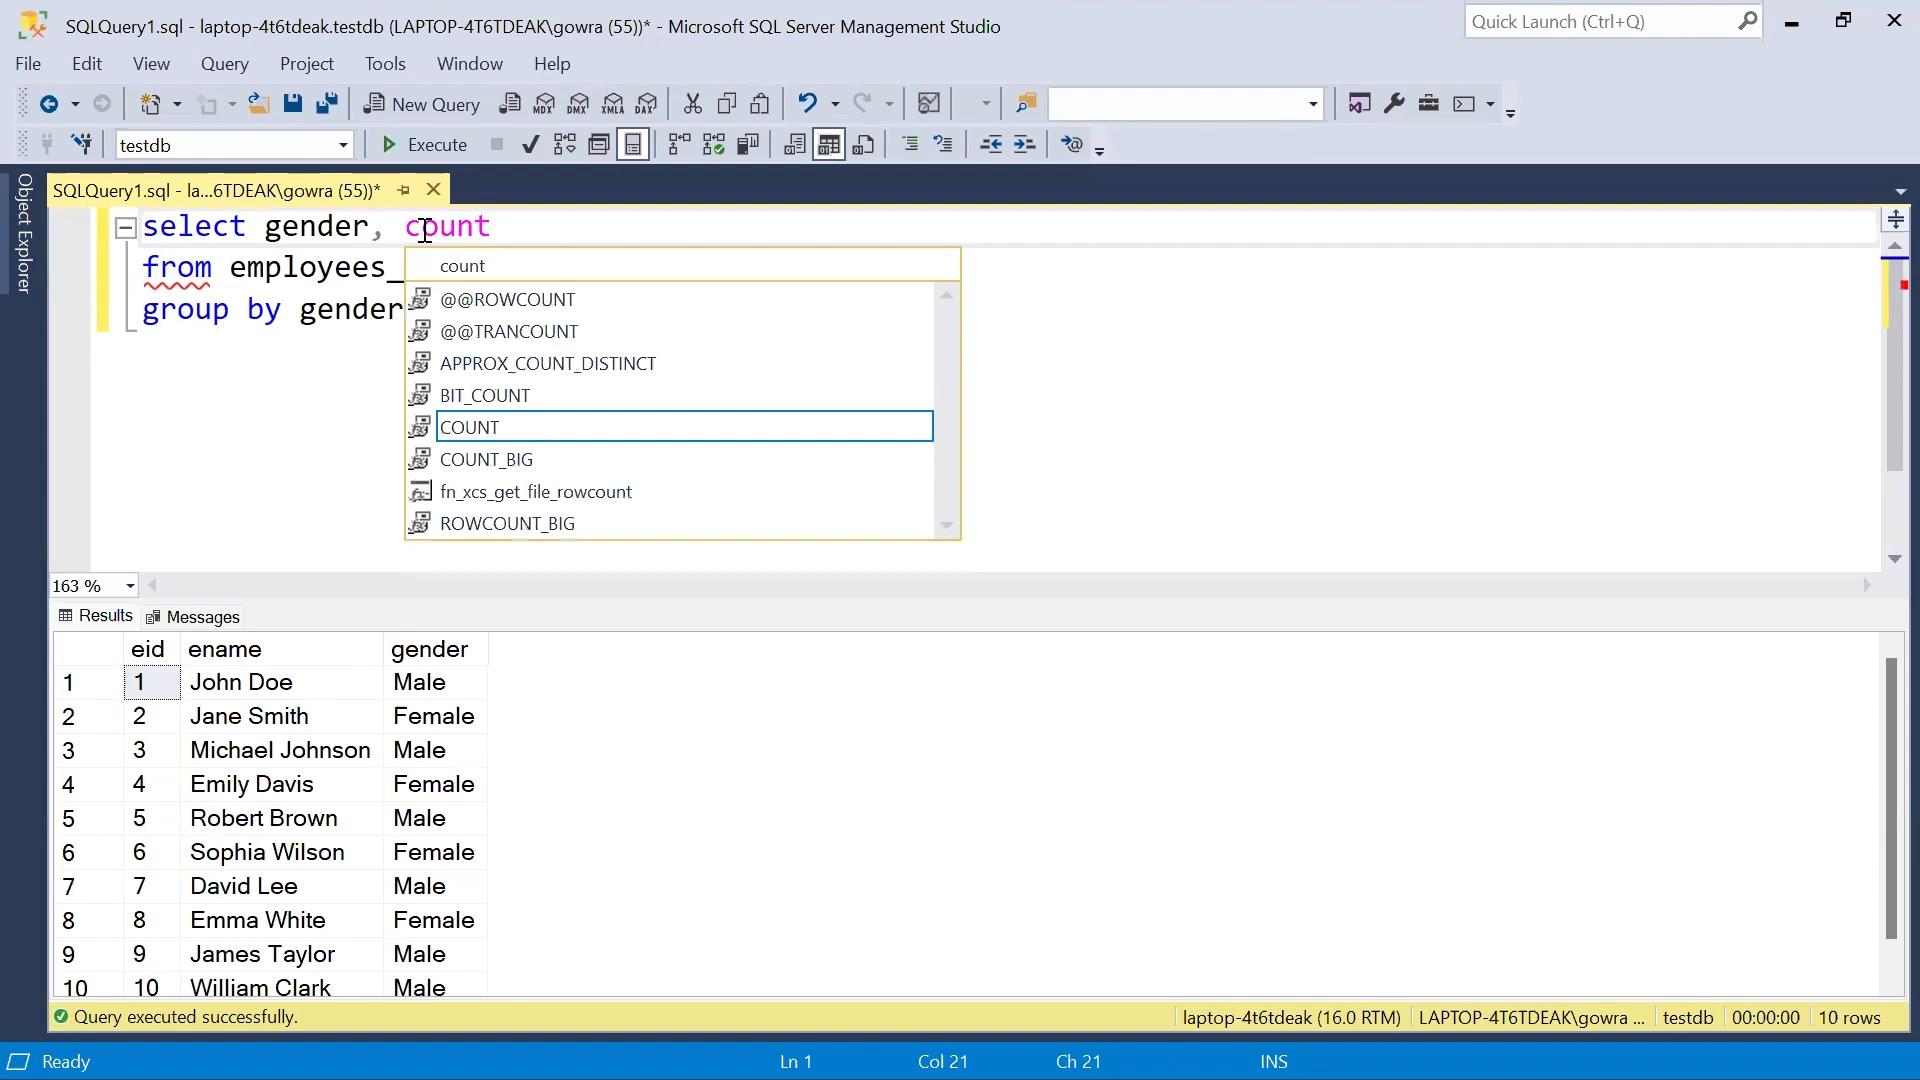 SQLQuery1.sql - laptop-4t6tdeak.testdb (LAPTOP-4T6TDEAK\gowra (55))* - Microsoft SQL Server Management Studio
Quick Launch (Ctrl+Q)
File Edit View Query Project Tools Window Help
New Query MDX DMX XMLA DAX
testdb Execute
Object Explorer
SQLQuery1.sql - la...6TDEAK\gowra (55))*
select gender, count
from employees_
group by gender
count
@@ROWCOUNT
@@TRANCOUNT
APPROX_COUNT_DISTINCT
BIT_COUNT
COUNT
COUNT_BIG
fn_xcs_get_file_rowcount
ROWCOUNT_BIG
163 %
Results Messages
eid ename gender
1 1 John Doe Male
2 2 Jane Smith Female
3 3 Michael Johnson Male
4 4 Emily Davis Female
5 5 Robert Brown Male
6 6 Sophia Wilson Female
7 7 David Lee Male
8 8 Emma White Female
9 9 James Taylor Male
10 10 William Clark Male
Query executed successfully. laptop-4t6tdeak (16.0 RTM) LAPTOP-4T6TDEAK\gowra ... testdb 00:00:00 10 rows
Ready Ln 1 Col 21 Ch 21 INS